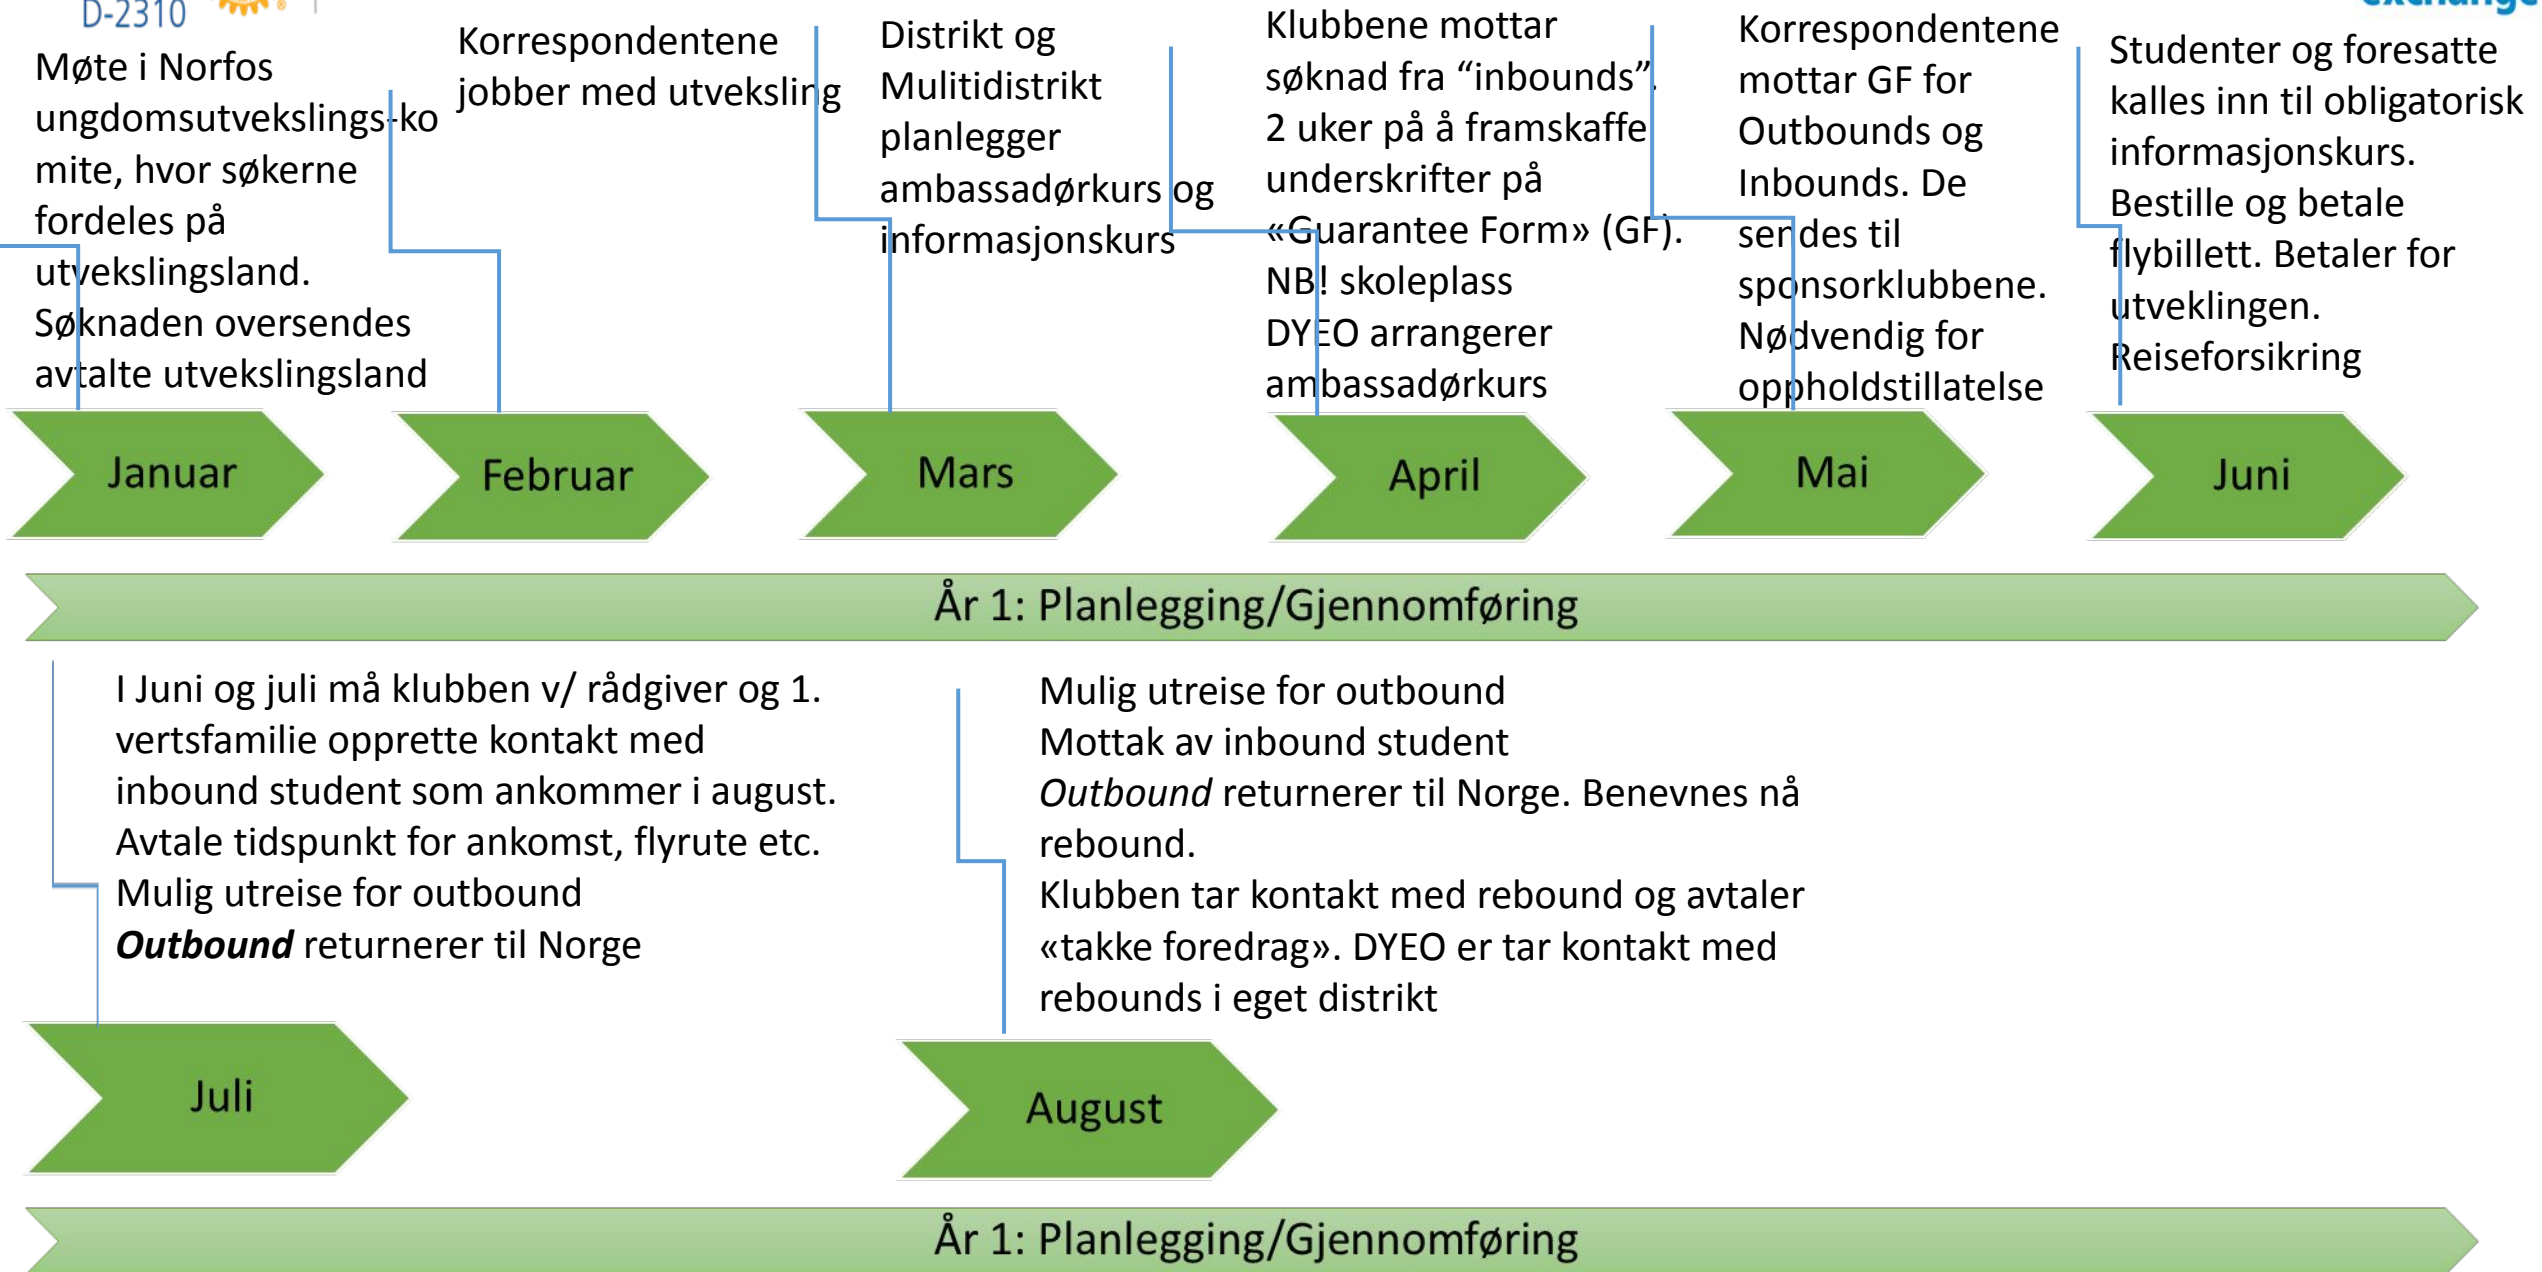 D-2310
exchange
Møte i Norfos
ungdomsutvekslings-ko
mite, hvor søkerne
fordeles på
utvekslingsland.
Søknaden oversendes
avtalte utvekslingsland
Korrespondentene
jobber med utveksling
Distrikt og
Mulitidistrikt
planlegger
ambassadørkurs og
informasjonskurs
Klubbene mottar
søknad fra “inbounds”.
2 uker på å framskaffe
underskrifter på
«Guarantee Form» (GF).
NB! skoleplass
DYEO arrangerer
ambassadørkurs
Korrespondentene
mottar GF for
Outbounds og
Inbounds. De
sendes til
sponsorklubbene.
Nødvendig for
oppholdstillatelse
Studenter og foresatte
kalles inn til obligatorisk
informasjonskurs.
Bestille og betale
flybillett. Betaler for
utveklingen.
Reiseforsikring
Januar
Februar
Mars
April
Mai
Juni
År 1: Planlegging/Gjennomføring
I Juni og juli må klubben v/ rådgiver og 1.
vertsfamilie opprette kontakt med
inbound student som ankommer i august.
Avtale tidspunkt for ankomst, flyrute etc.
Mulig utreise for outbound
Outbound returnerer til Norge
Mulig utreise for outbound
Mottak av inbound student
Outbound returnerer til Norge. Benevnes nå
rebound.
Klubben tar kontakt med rebound og avtaler
«takke foredrag». DYEO er tar kontakt med
rebounds i eget distrikt
Juli
August
År 1: Planlegging/Gjennomføring